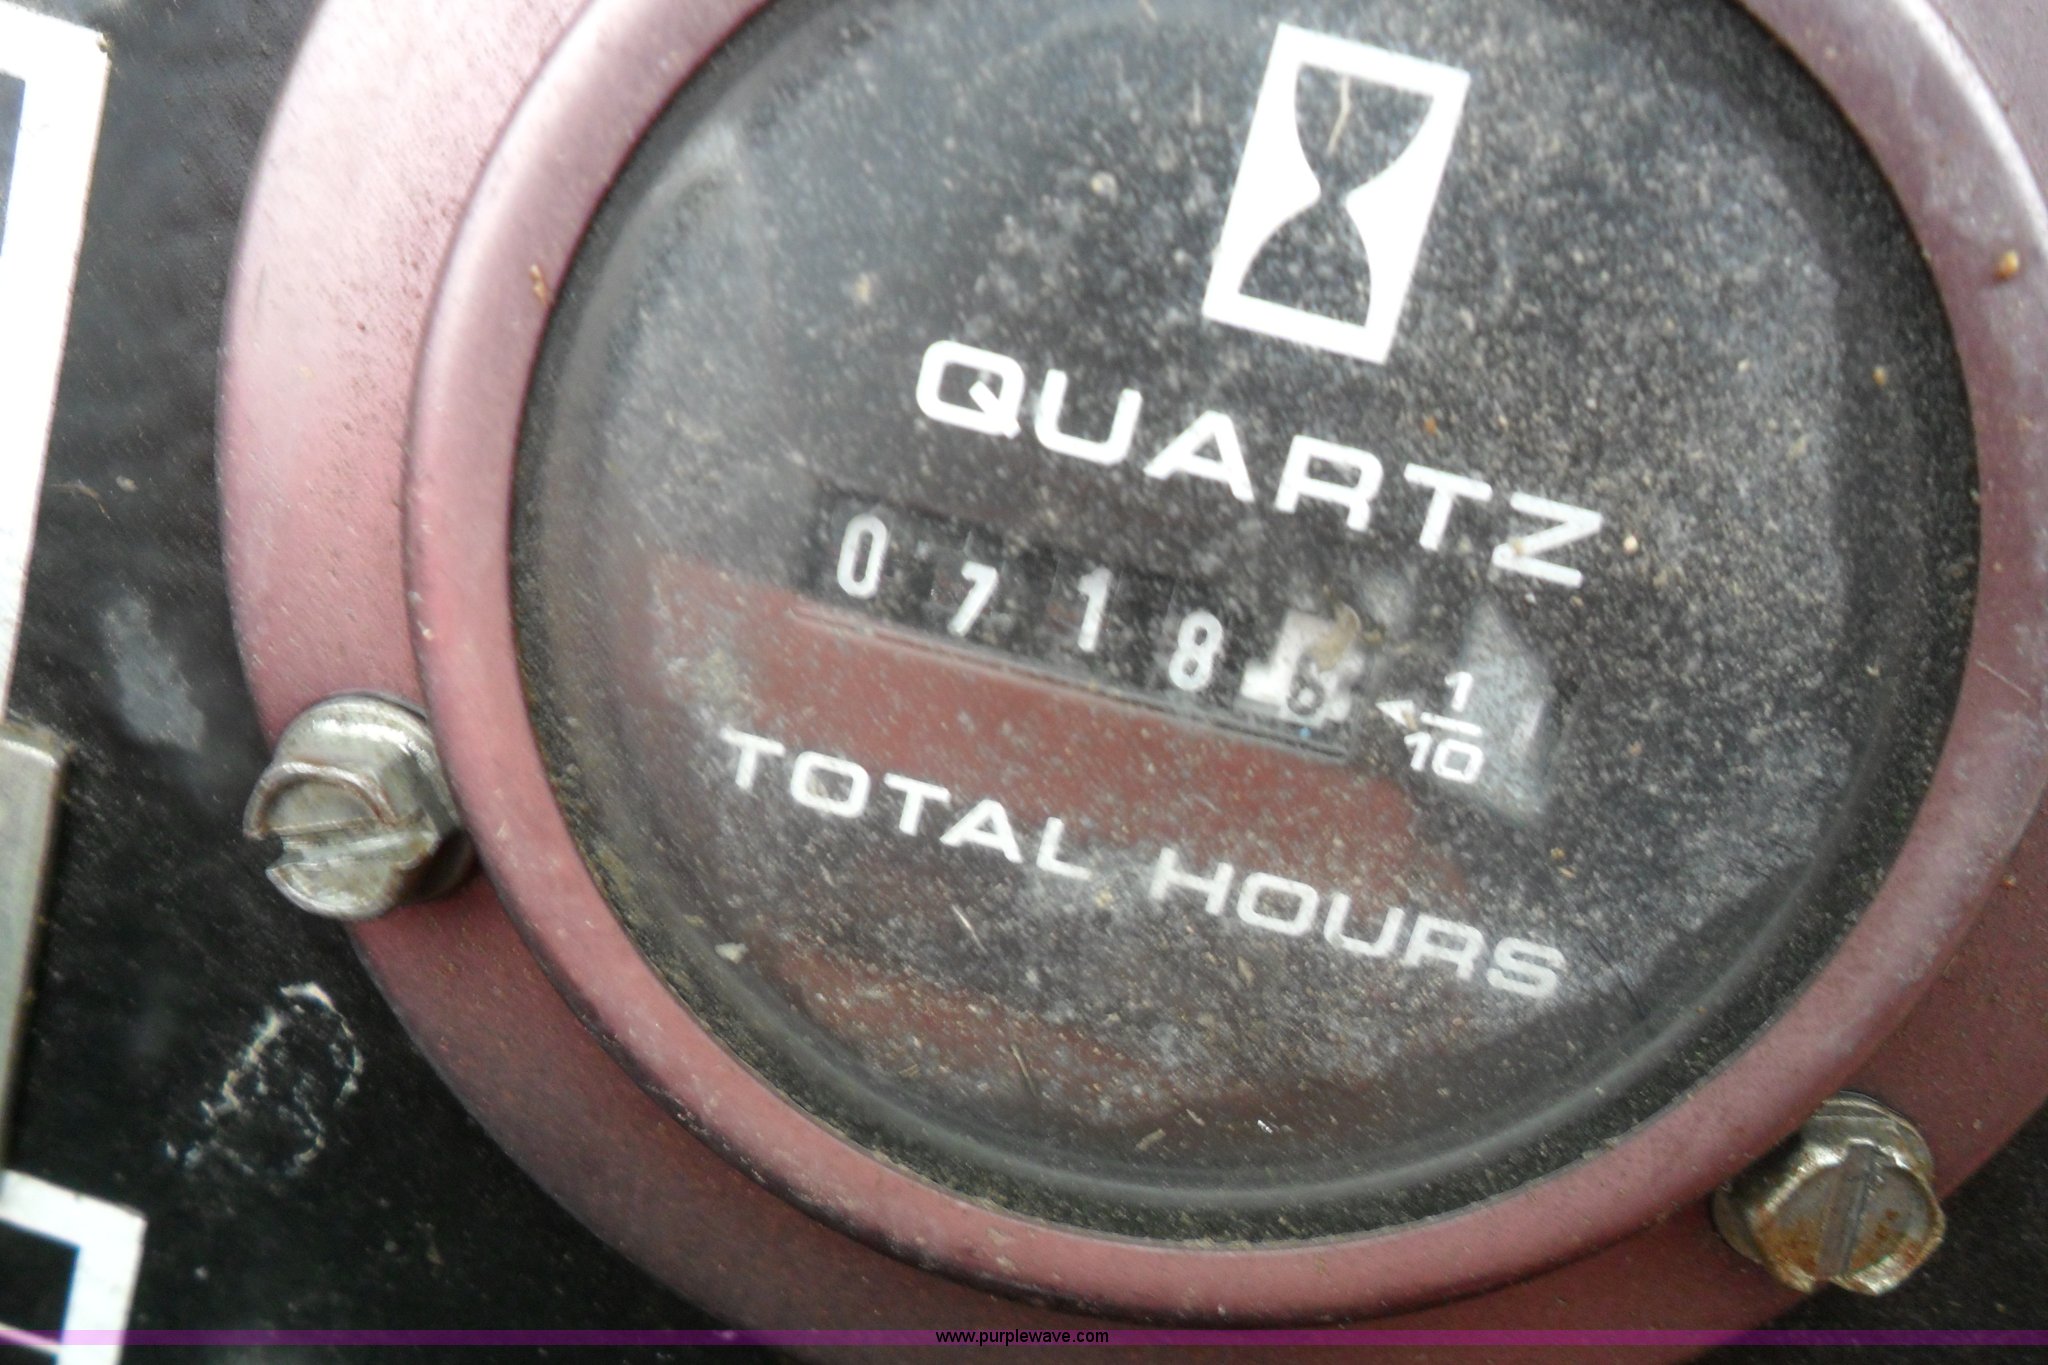 QUARTZ
0718
1
10
TOTAL HOURS
www.purplewave.com